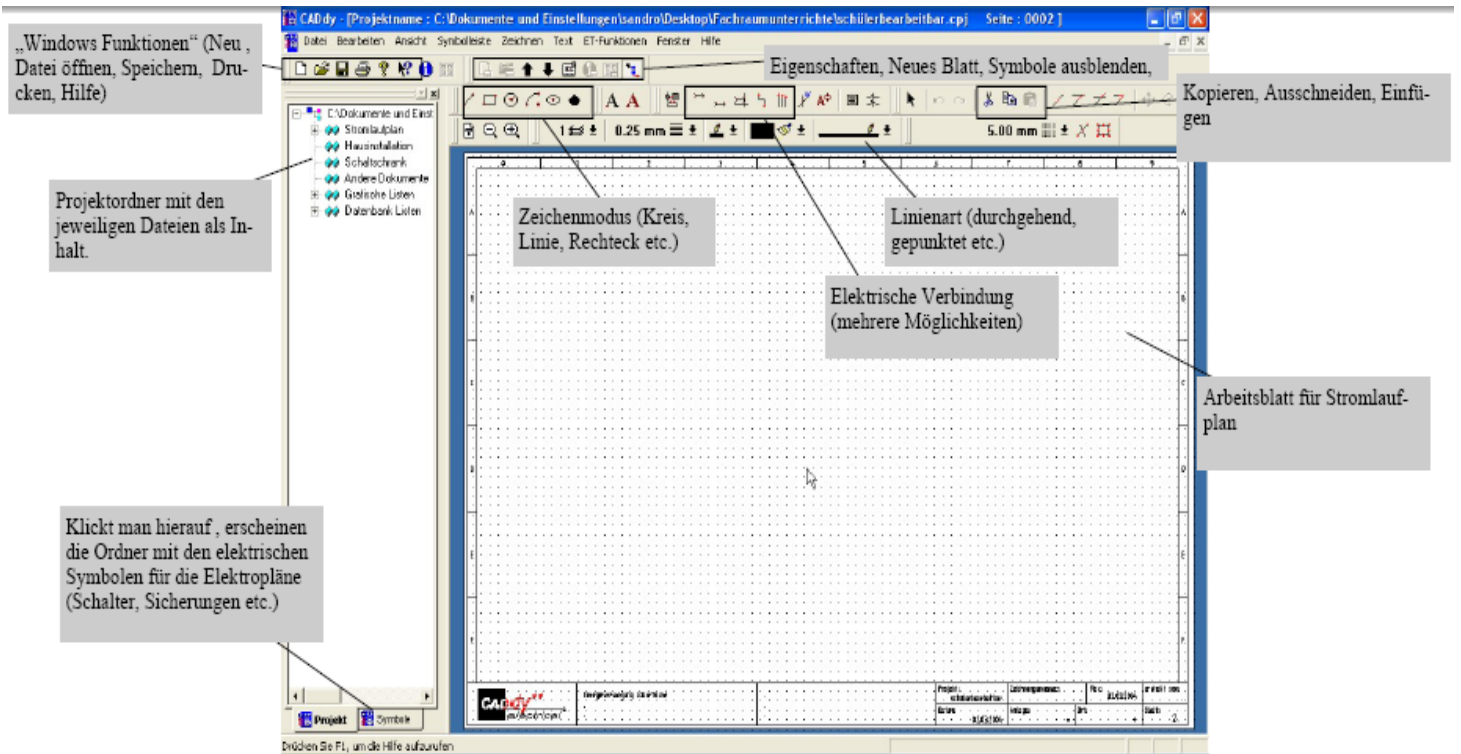 CADdy - [Projektname : C:\Dokumente und Einstellungen\sandro\Desktop\Fachraumunterrichte\schülerbearbeitbar.cpj Seite : 0002 ]
Datei Bearbeiten Ansicht Symbolleiste Zeichnen Text ET-Funktionen Fenster Hilfe
„Windows Funktionen“ (Neu ,
Datei öffnen, Speichern, Dru-
cken, Hilfe)
Eigenschaften, Neues Blatt, Symbole ausblenden,
Kopieren, Ausschneiden, Einfü-
gen
1
0.25 mm
5.00 mm
C:\Dokumente und Einst
Stromlaufplan
Hausinstallation
Schaltschrank
Andere Dokumente
Grafische Listen
Datenbank Listen
Projektordner mit den
jeweiligen Dateien als In-
halt.
Zeichenmodus (Kreis,
Linie, Rechteck etc.)
Linienart (durchgehend,
gepunktet etc.)
Elektrische Verbindung
(mehrere Möglichkeiten)
Arbeitsblatt für Stromlauf-
plan
Klickt man hierauf , erscheinen
die Ordner mit den elektrischen
Symbolen für die Elektropläne
(Schalter, Sicherungen etc.)
CADdy++
Projekt Symbole
Drücken Sie F1, um die Hilfe aufzurufen